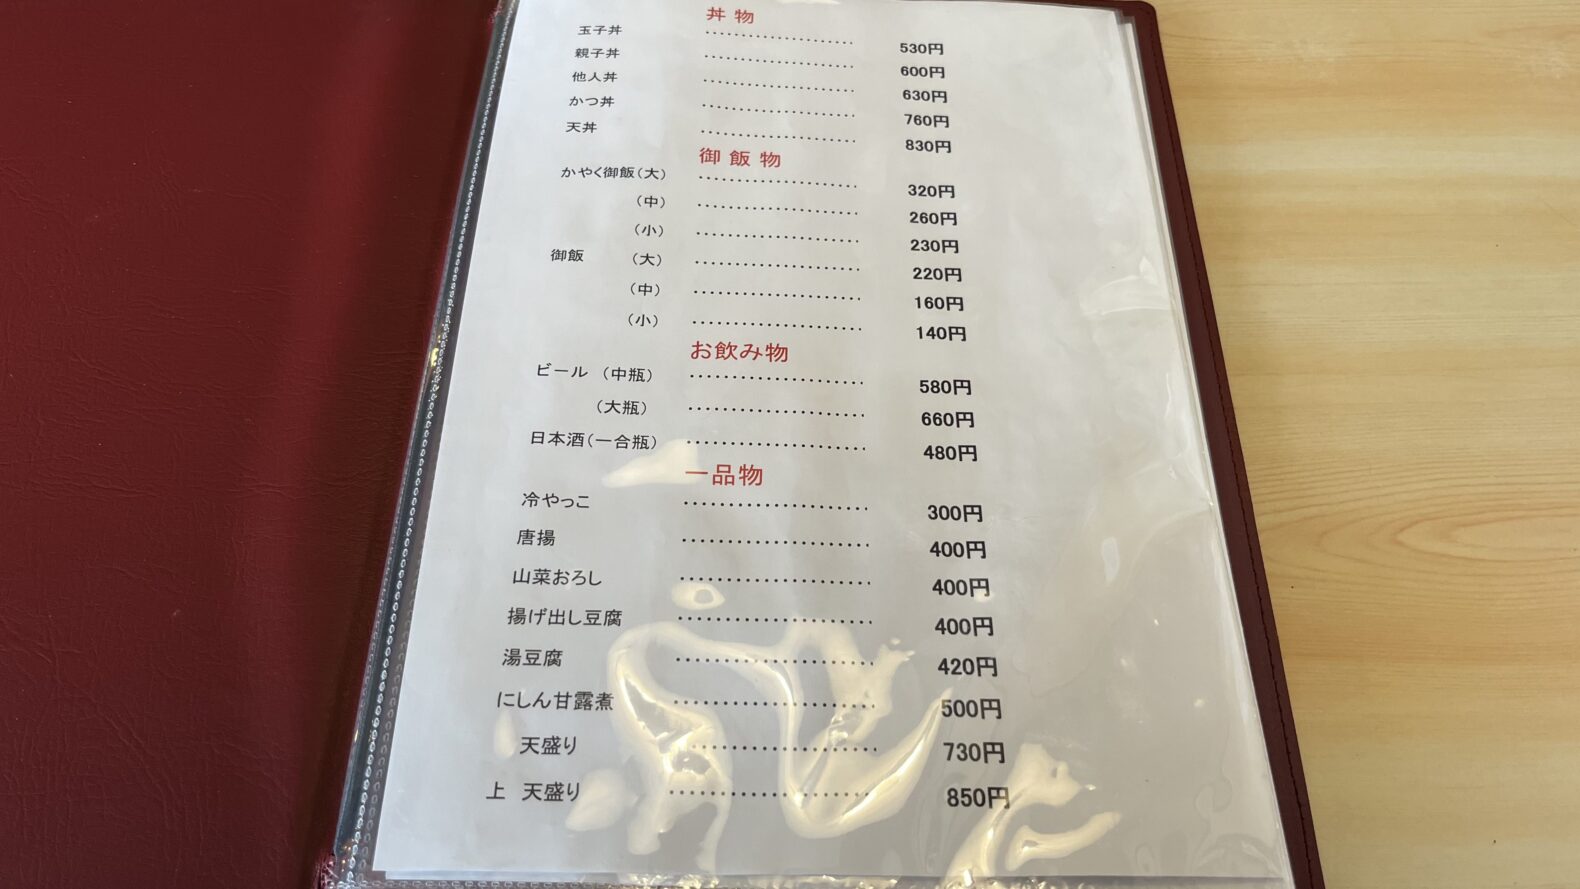 丼物
玉子丼 530円
親子丼 600円
他人丼 630円
かつ丼 760円
天丼 830円
御飯物
かやく御飯（大） 320円
（中） 260円
（小） 230円
御飯 （大） 220円
（中） 160円
（小） 140円
お飲み物
ビール （中瓶） 580円
（大瓶） 660円
日本酒（一合瓶） 480円
一品物
冷やっこ 300円
唐揚 400円
山菜おろし 400円
揚げ出し豆腐 400円
湯豆腐 420円
にしん甘露煮 500円
天盛り 730円
上 天盛り 850円